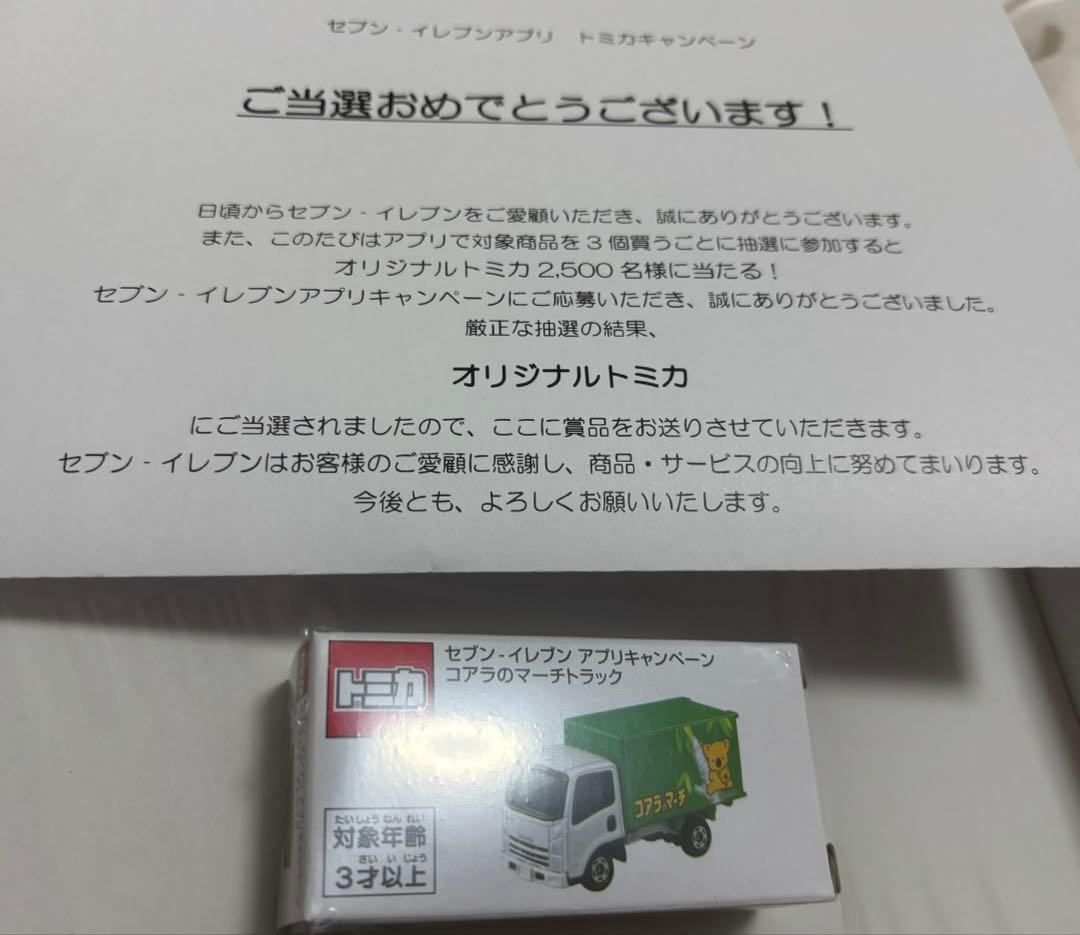 セブン‐イレブンアプリ　トミカキャンペーン
ご当選おめでとうございます！
日頃からセブン‐イレブンをご愛顧いただき、誠にありがとうございます。
また、このたびはアプリで対象商品を3個買うごとに抽選に参加すると
オリジナルトミカ2,500名様に当たる！
セブン‐イレブンアプリキャンペーンにご応募いただき、誠にありがとうございました。
厳正な抽選の結果、
オリジナルトミカ
にご当選されましたので、ここに賞品をお送りさせていただきます。
セブン‐イレブンはお客様のご愛顧に感謝し、商品・サービスの向上に努めてまいります。
今後とも、よろしくお願いいたします。
トミカ
セブン‐イレブン アプリキャンペーン
コアラのマーチトラック
コアラのマーチ
たいしょうねんれい
対象年齢
さいいじょう
3才以上